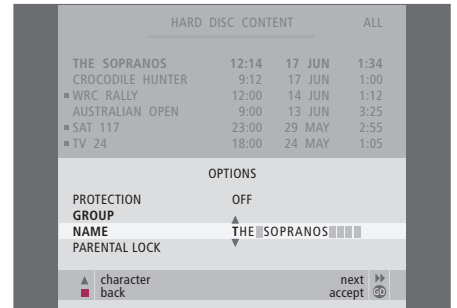 HARD DISC CONTENT ALL
THE SOPRANOS 12:14 17 JUN 1:34
CROCODILE HUNTER 9:12 17 JUN 1:00
WRC RALLY 12:00 14 JUN 1:12
AUSTRALIAN OPEN 9:00 13 JUN 3:25
SAT 117 23:00 29 MAY 2:55
TV 24 18:00 24 MAY 1:05
OPTIONS
PROTECTION OFF
GROUP
NAME THE SOPRANOS
PARENTAL LOCK
character next
back accept GO